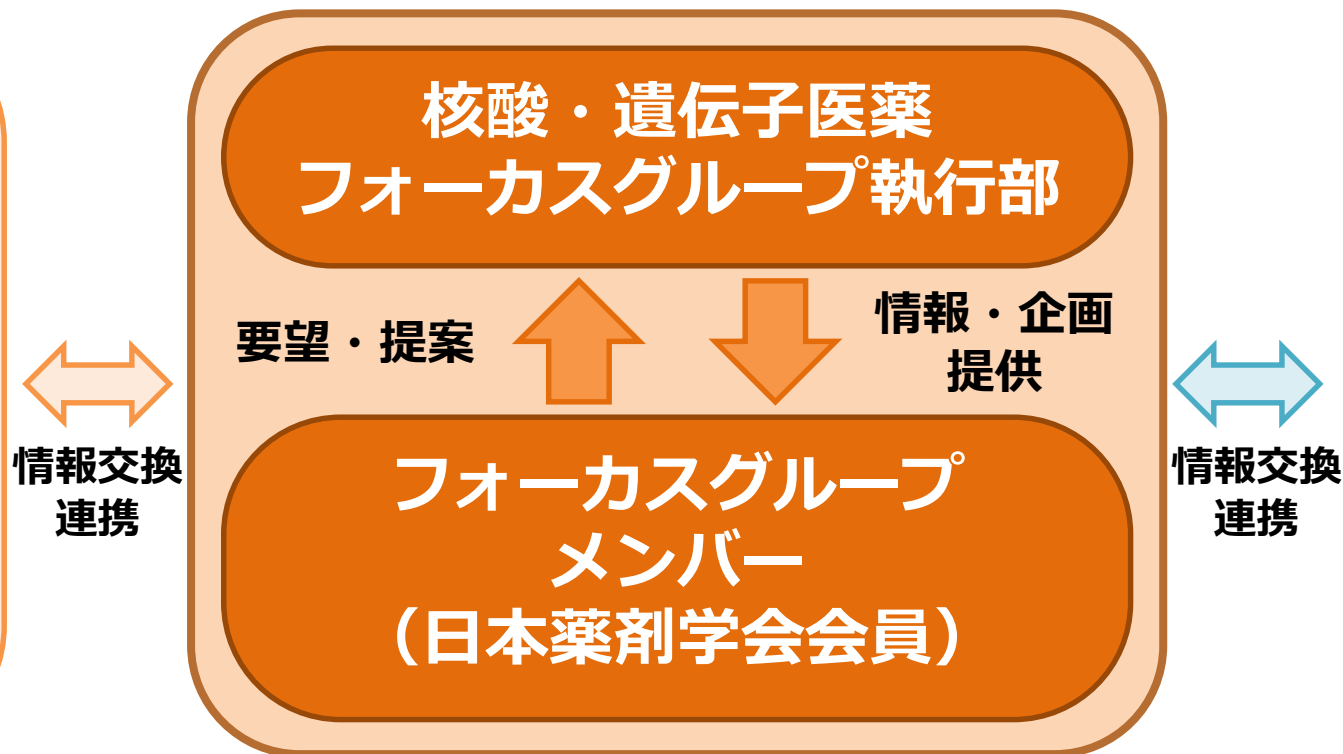 核酸・遺伝子医薬
フォーカスグループ執行部
要望・提案
情報・企画
提供
情報交換
連携
情報交換
連携
フォーカスグループ
メンバー
（日本薬剤学会会員）